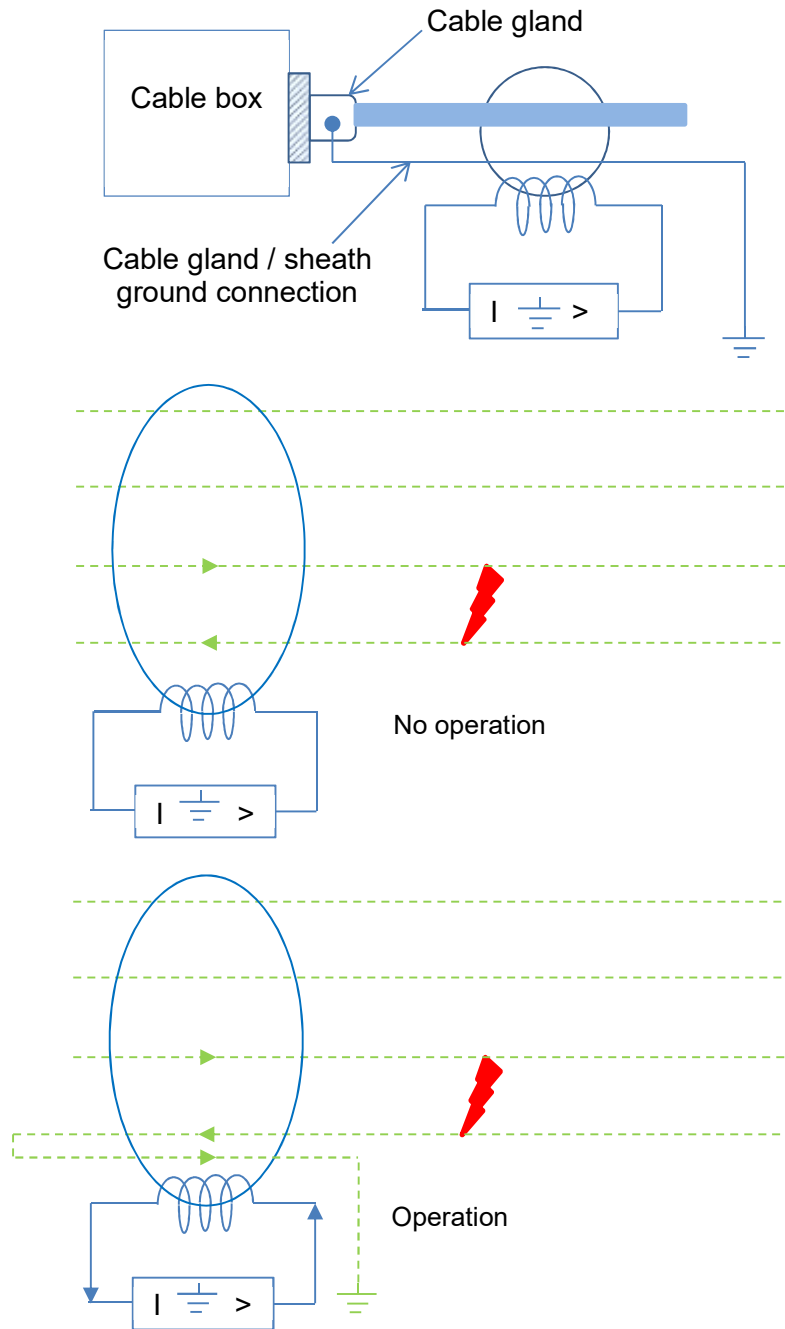 Cable gland
Cable box
Cable gland / sheath
ground connection
I >
No operation
I >
Operation
I >